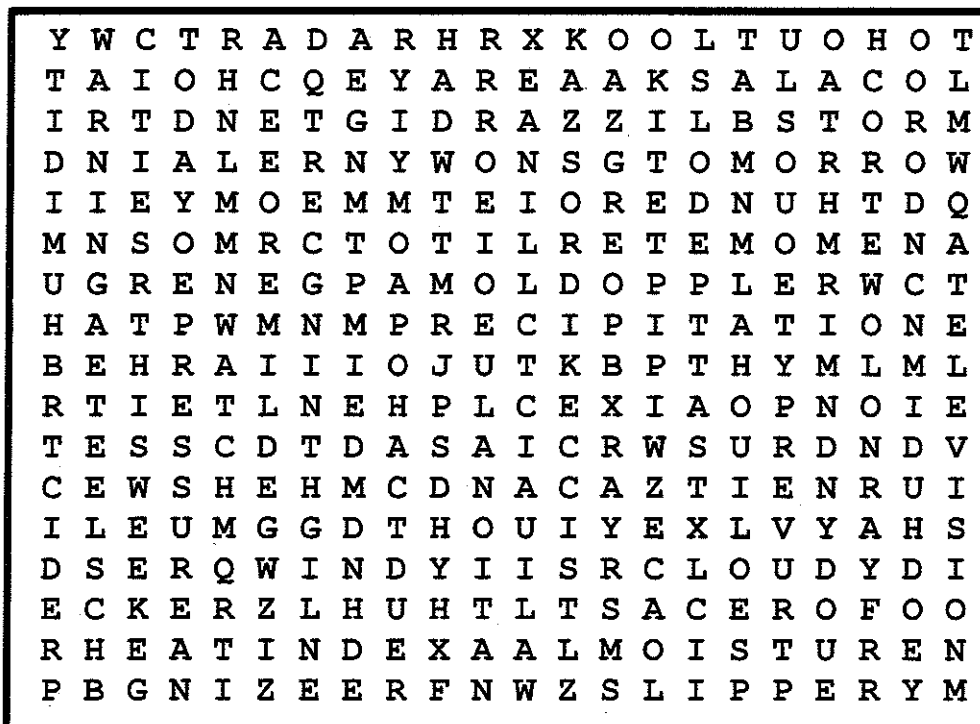 Y W C T R A D A R H R X K O O L T U O H O T
T A I O H C Q E Y A R E A A K S A L A C O L
I R T D N E T G I D R A Z Z I L B S T O R M
D N I A L E R N Y W O N S G T O M O R R O W
I I E Y M O E M M T E I O R E D N U H T D Q
M N S O M R C T O T I L R E T E M O M E N A
U G R E N E G P A M O L D O P P L E R W C T
H A T P W M N M P R E C I P I T A T I O N E
B E H R A I I I O J U T K B P T H Y M L M L
R T I E T L N E H P L C E X I A O P N O I E
T E S S C D T D A S A I C R W S U R D N D V
C E W S H E H M C D N A C A Z T I E N R U I
I L E U M G G D T H O U I Y E X L V Y A H S
D S E R Q W I N D Y I I S R C L O U D Y D I
E C K E R Z L H U H T L T S A C E R O F O O
R H E A T I N D E X A A L M O I S T U R E N
P B G N I Z E E R F N W Z S L I P P E R Y M